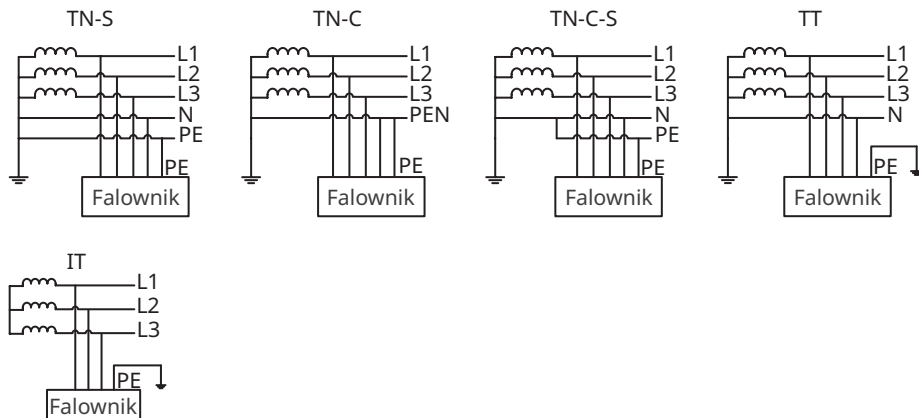 TN-S
TN-C
TN-C-S
TT
L1
L2
L3
N
PE
PE
Falownik
L1
L2
L3
PEN
PE
Falownik
L1
L2
L3
N
PE
PE
Falownik
L1
L2
L3
N
PE
Falownik
IT
L1
L2
L3
PE
Falownik